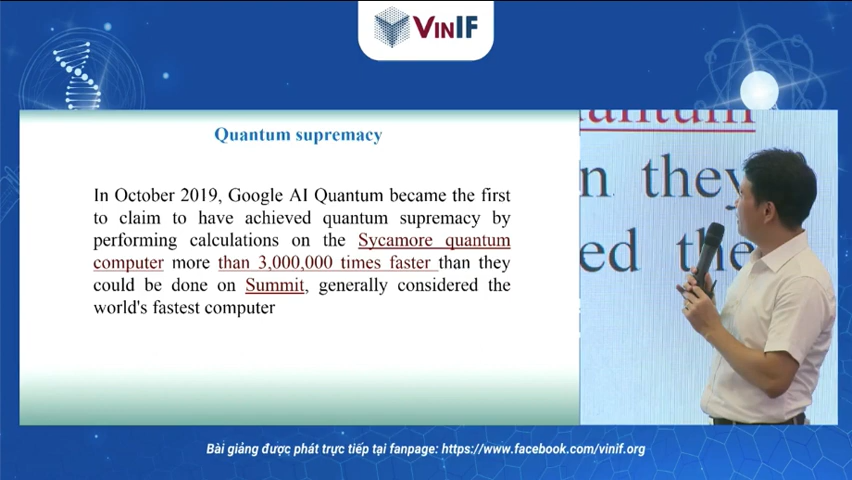 VINIF
Quantum supremacy
In October 2019, Google AI Quantum became the first
to claim to have achieved quantum supremacy by
performing calculations on the Sycamore quantum
computer more than 3,000,000 times faster than they
could be done on Summit, generally considered the
world's fastest computer
n they
ed the
Bài giảng được phát trực tiếp tại fanpage: https://www.facebook.com/vinif.org